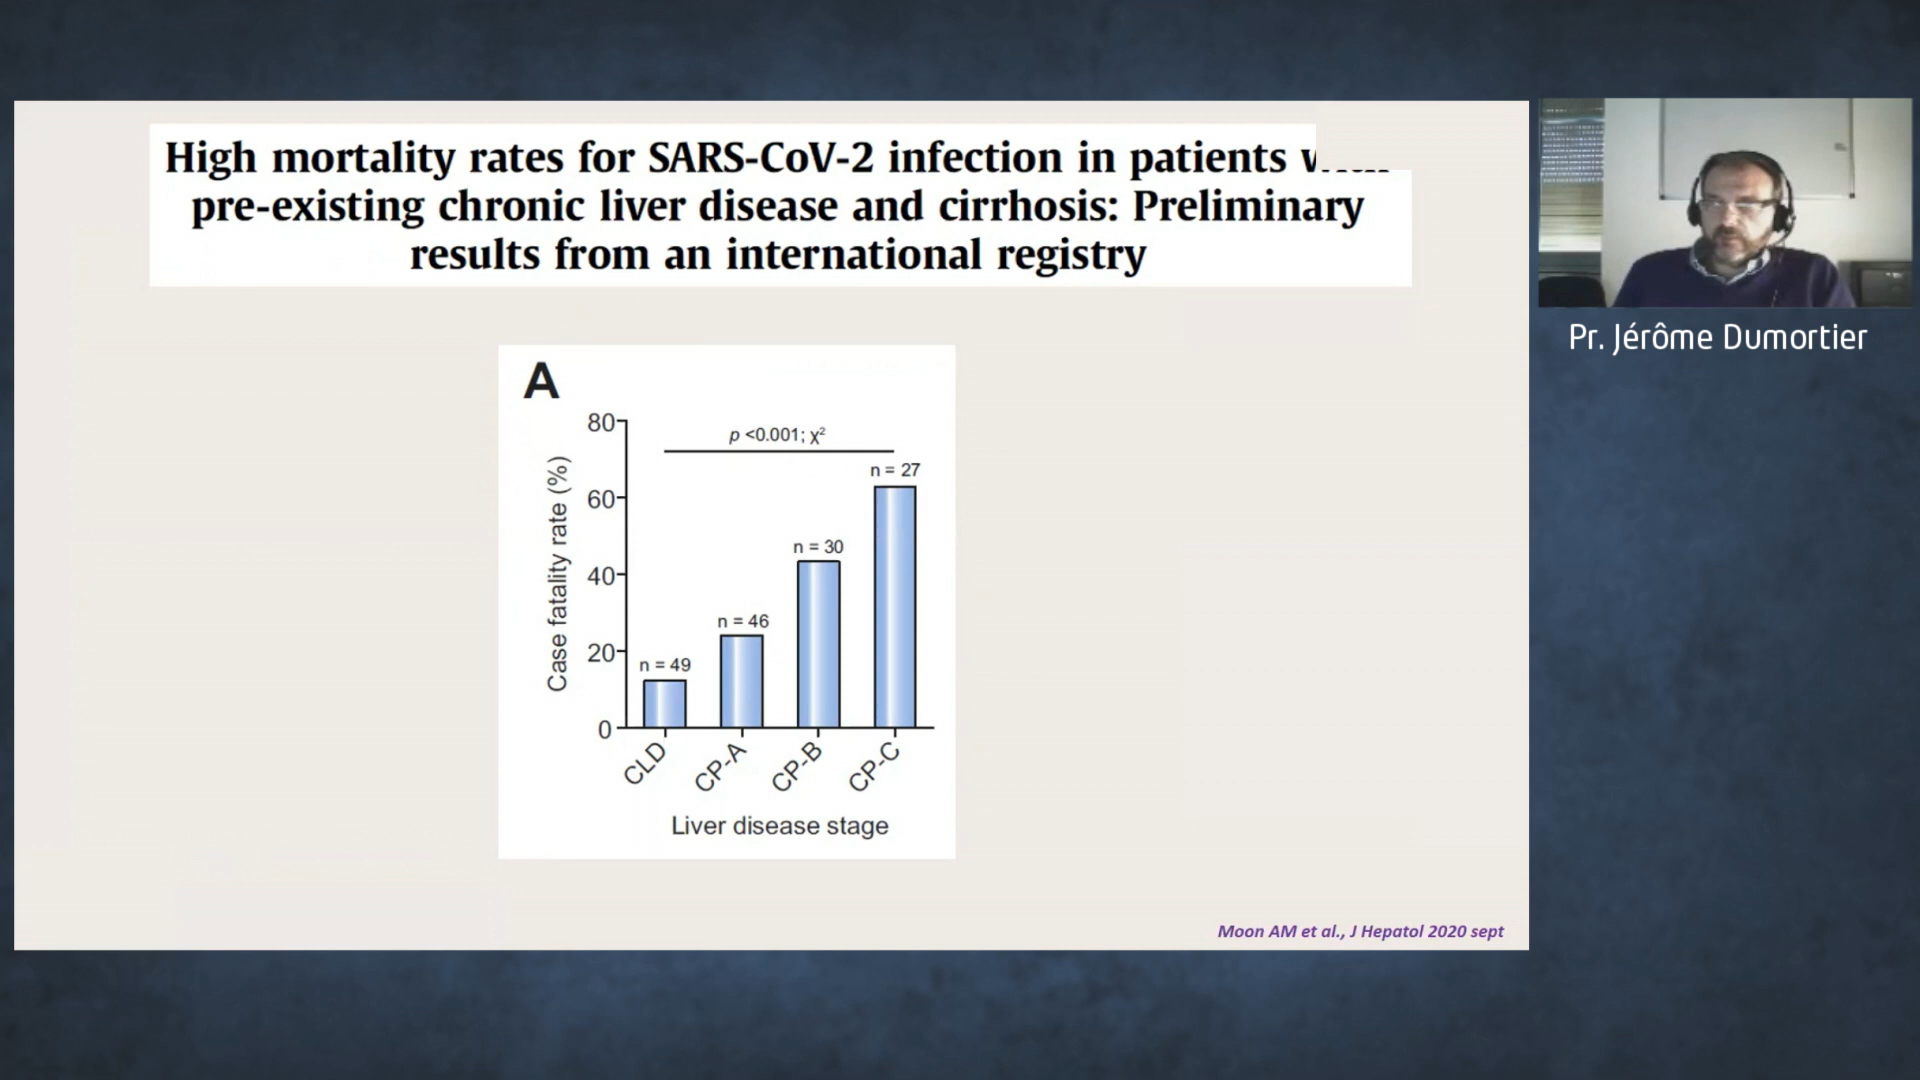 High mortality rates for SARS-CoV-2 infection in patients
pre-existing chronic liver disease and cirrhosis: Preliminary
results from an international registry
Pr. Jérôme Dumortier
A
p <0.001; χ²
Case fatality rate (%)
80
60
40
20
0
n = 49
n = 46
n = 30
n = 27
CLD
CP-A
CP-B
CP-C
Liver disease stage
Moon AM et al., J Hepatol 2020 sept